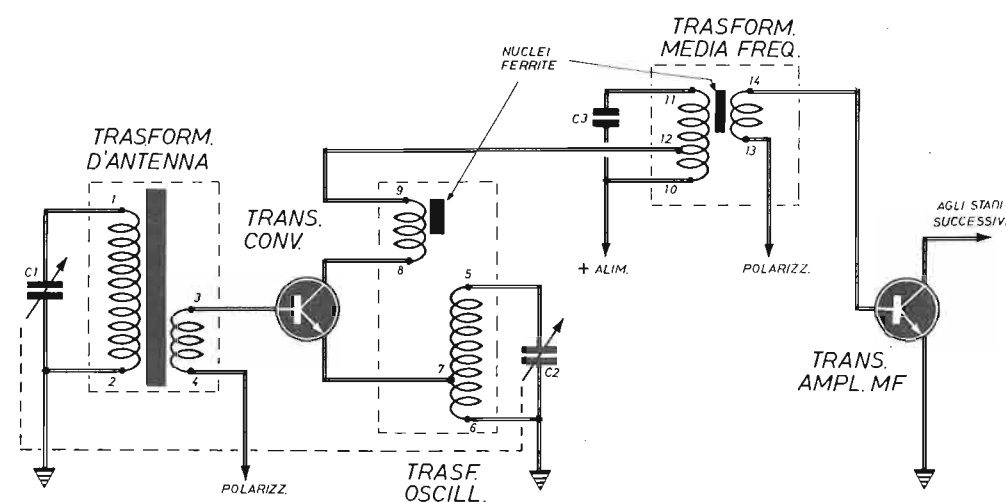 TRASFORM.
MEDIA FREQ.
NUCLEI
FERRITE
14
11
C3
12
13
10
TRASFORM.
D'ANTENNA
9
1
TRANS.
CONV.
8
AGLI STADI
SUCCESSIVI
+ ALIM.
POLARIZZ.
C1
5
3
7
C2
2
4
6
TRANS.
AMPL. MF
TRASF.
OSCILL.
POLARIZZ.